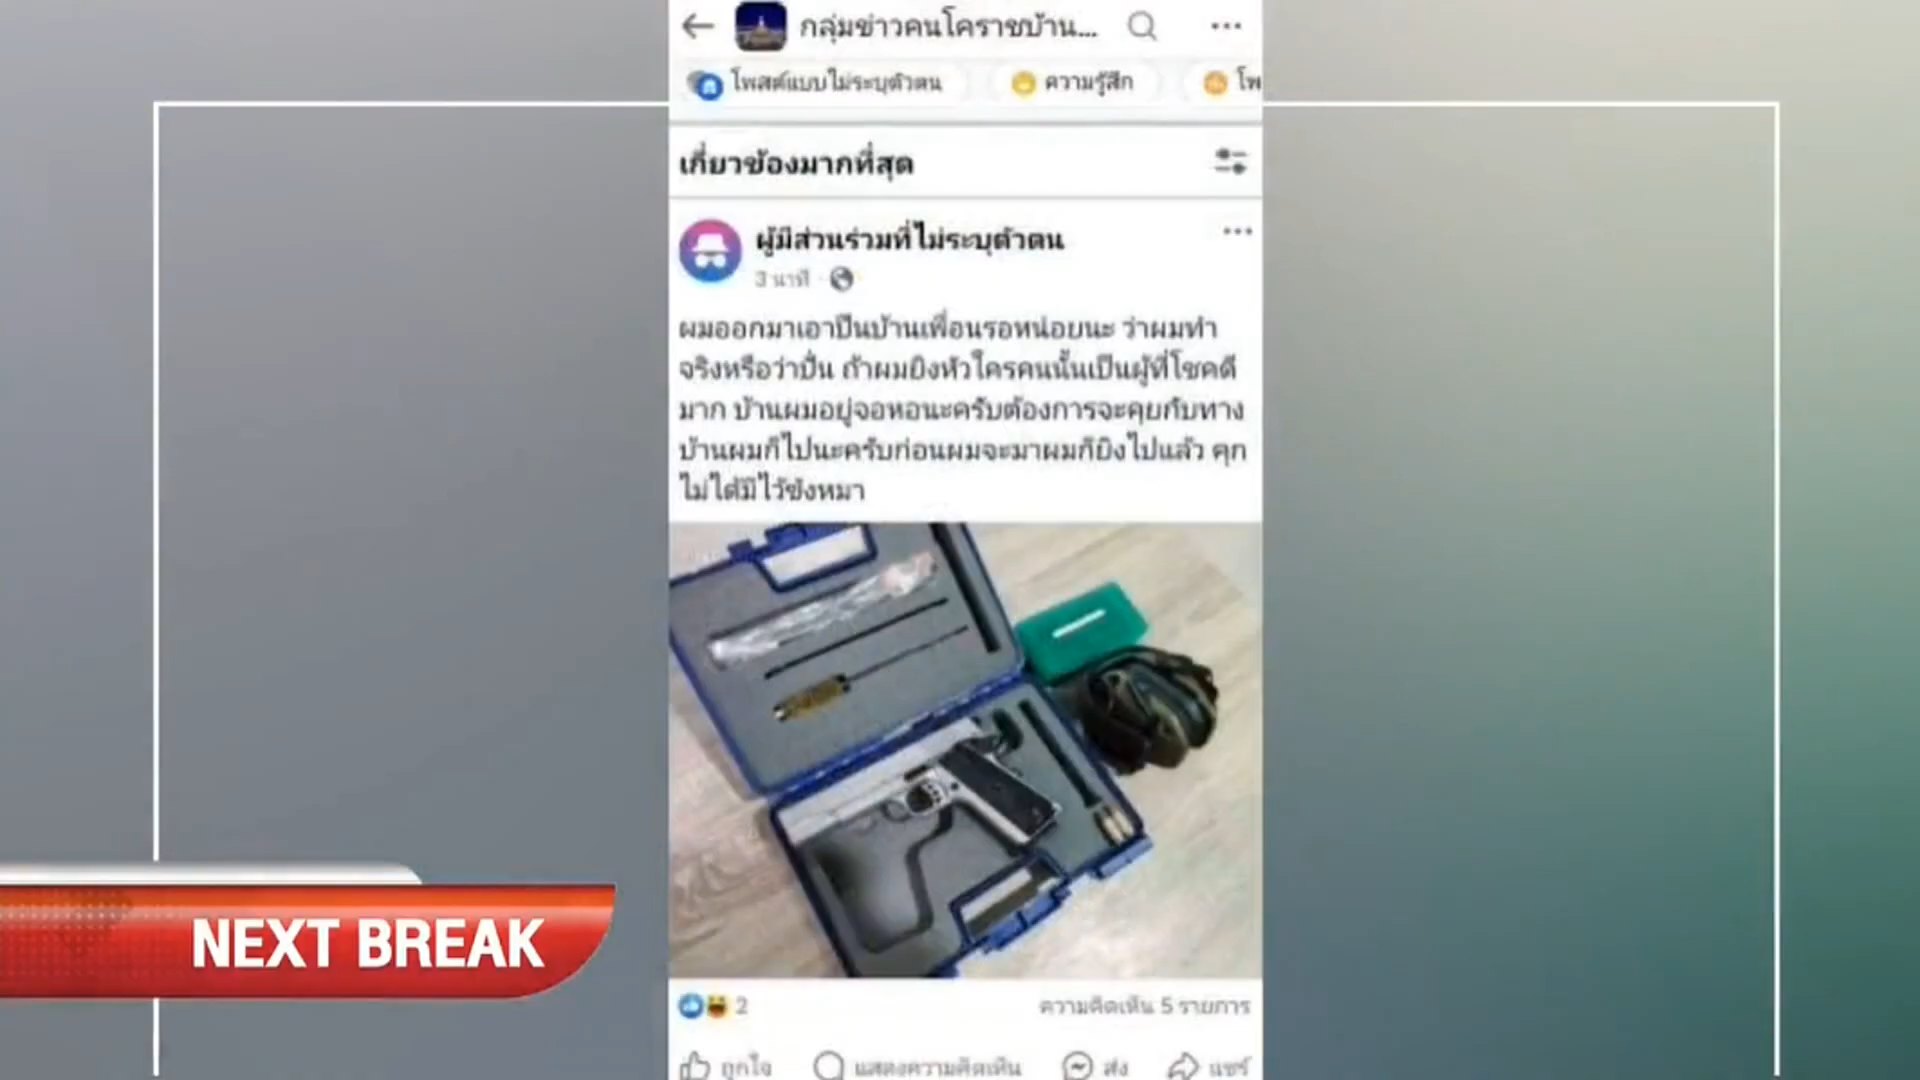 กลุ่มข่าวคนโคราชบ้าน...
โพสต์แบบไม่ระบุตัวตน
ความรู้สึก
โพ
เกี่ยวข้องมากที่สุด
ผู้มีส่วนร่วมที่ไม่ระบุตัวตน
3 นาที
ผมออกมาเอาปืนบ้านเพื่อนรอหน่อยนะ ว่าผมทำ
จริงหรือว่าปั่น ถ้าผมยิงหัวใครคนนั้นเป็นผู้ที่โชคดี
มาก บ้านผมอยู่จอหอนะครับต้องการจะคุยกับทาง
บ้านผมก็ไปนะครับก่อนผมจะมาผมก็ยิงไปแล้ว คุก
ไม่ได้มีไว้ขังหมา
NEXT BREAK
2
ความคิดเห็น 5 รายการ
ถูกใจ
แสดงความคิดเห็น
ส่ง
แชร์